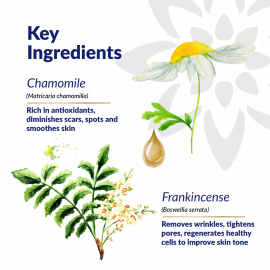 Key
Ingredients
Chamomile
(Matricaria chamomilla)
Rich in antioxidants,
diminishes scars, spots and
smoothes skin
Frankincense
(Boswellia serrata)
Removes wrinkles, tightens
pores, regenerates healthy
cells to improve skin tone